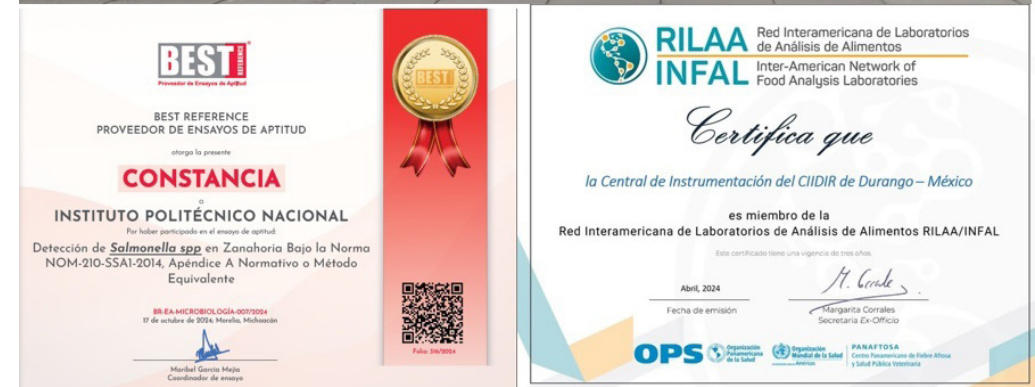 BEST
REFERENCE
Proveedor de Ensayos de Aptitud
BEST REFERENCE
PROVEEDOR DE ENSAYOS DE APTITUD
otorga la presente
CONSTANCIA
a
INSTITUTO POLITÉCNICO NACIONAL
Por haber participado en el ensayo de aptitud:
Detección de Salmonella spp en Zanahoria Bajo la Norma
NOM-210-SSA1-2014, Apéndice A Normativo o Método
Equivalente
BR-EA-MICROBIOLOGÍA-007/2024
17 de octubre de 2024; Morelia, Michoacán
Maribel García Mejía
Coordinador de ensayo
BEST
Folio: 516/2024
RILAA
INFAL
Red Interamericana de Laboratorios
de Análisis de Alimentos
Inter-American Network of
Food Analysis Laboratories
Certifica que
la Central de Instrumentación del CIIDIR de Durango – México
es miembro de la
Red Interamericana de Laboratorios de Análisis de Alimentos RILAA/INFAL
Este certificado tiene una vigencia de tres años.
Abril, 2024
Fecha de emisión
Margarita Corrales
Secretaria Ex-Officio
OPS
Organización
Panamericana
de la Salud
Organización
Mundial de la Salud
Américas
PANAFTOSA
Centro Panamericano de Fiebre Aftosa
y Salud Pública Veterinaria